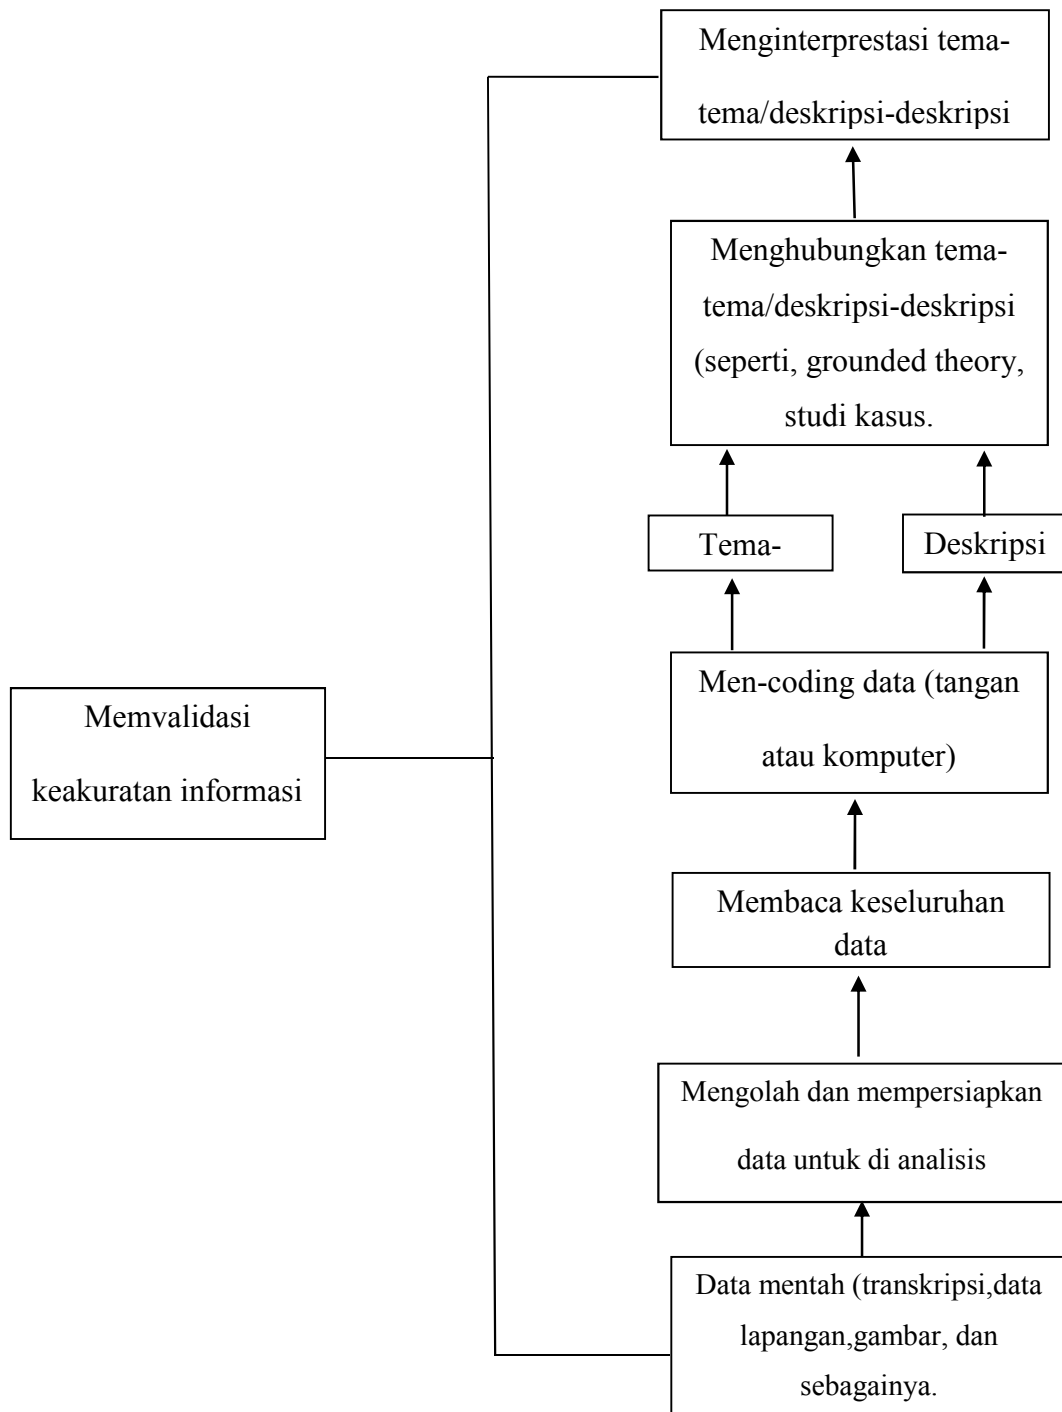 Menginterprestasi tema-
tema/deskripsi-deskripsi
Menghubungkan tema-
tema/deskripsi-deskripsi
(seperti, grounded theory,
studi kasus.
Tema-
Deskripsi
Men-coding data (tangan
atau komputer)
Memvalidasi
keakuratan informasi
Membaca keseluruhan
data
Mengolah dan mempersiapkan
data untuk di analisis
Data mentah (transkripsi,data
lapangan,gambar, dan
sebagainya.